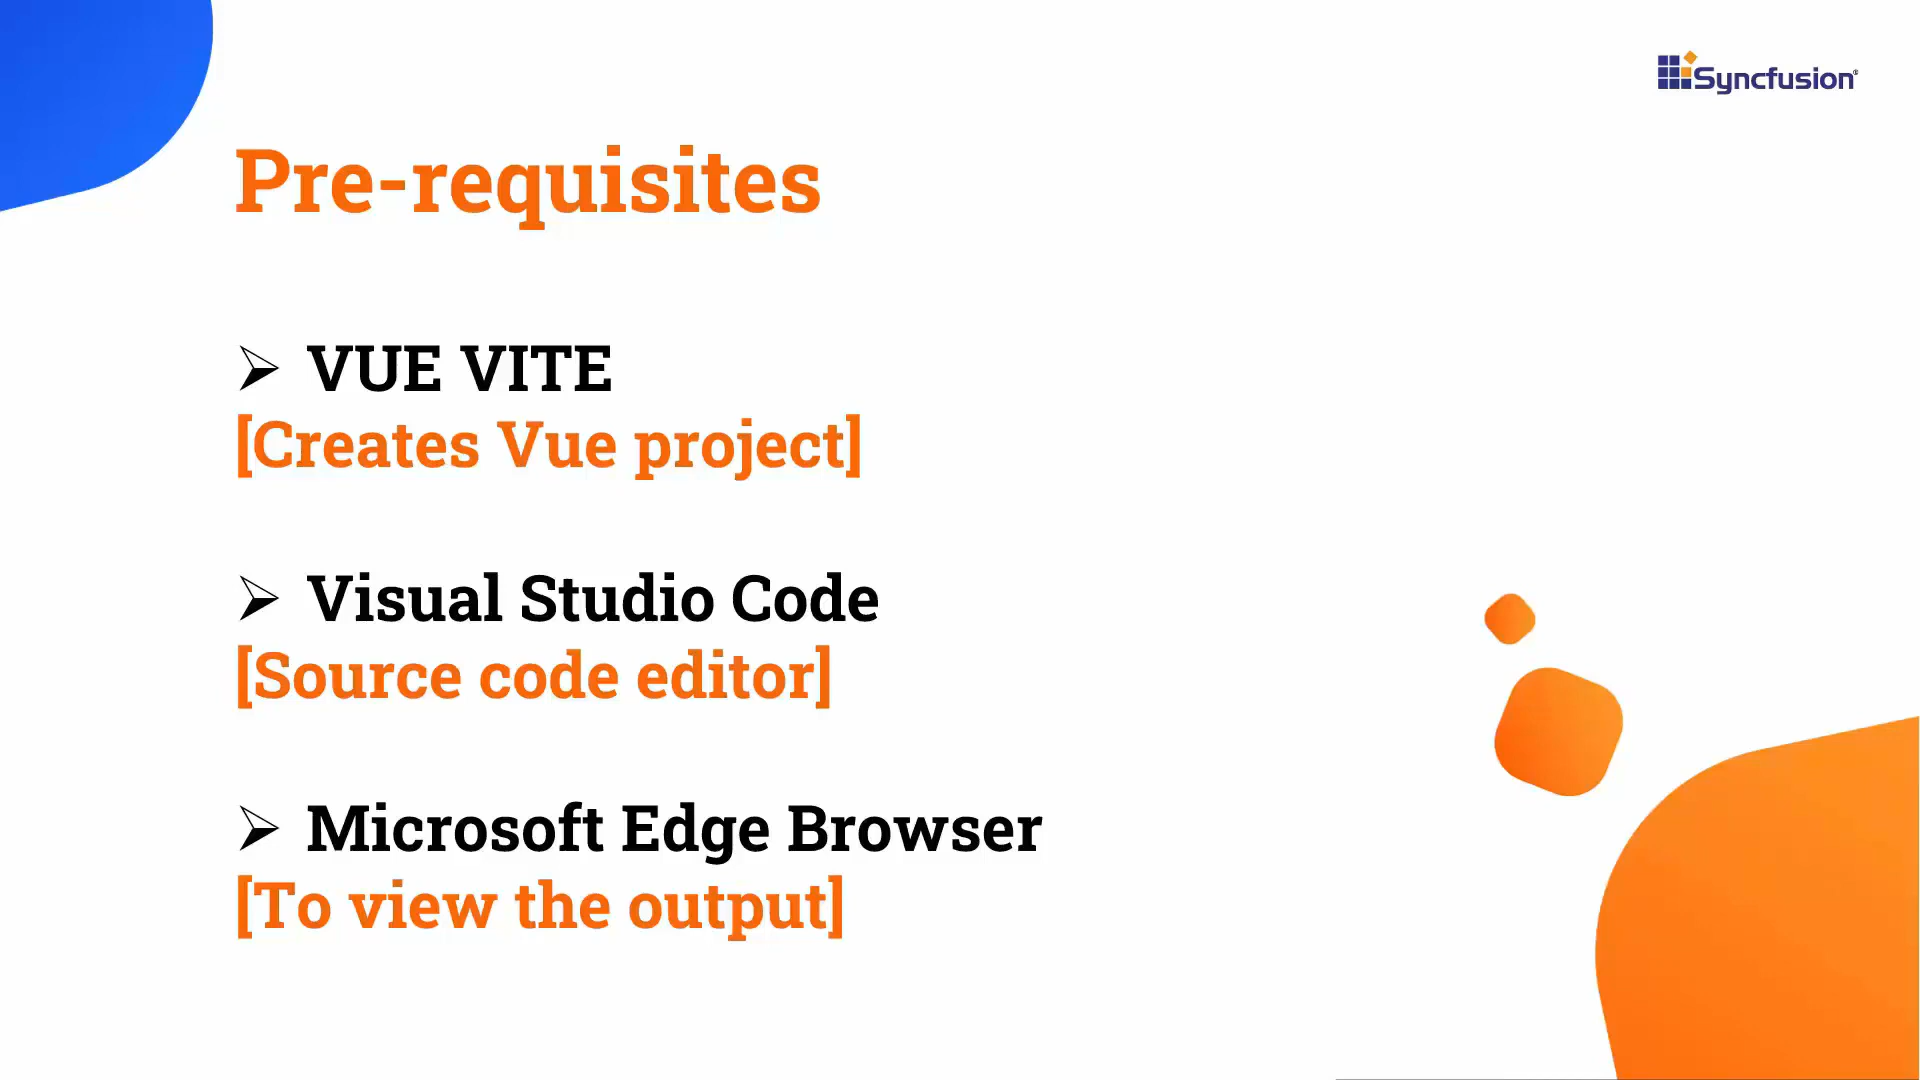 Syncfusion®
Pre-requisites
➢ VUE VITE
[Creates Vue project]
➢ Visual Studio Code
[Source code editor]
➢ Microsoft Edge Browser
[To view the output]